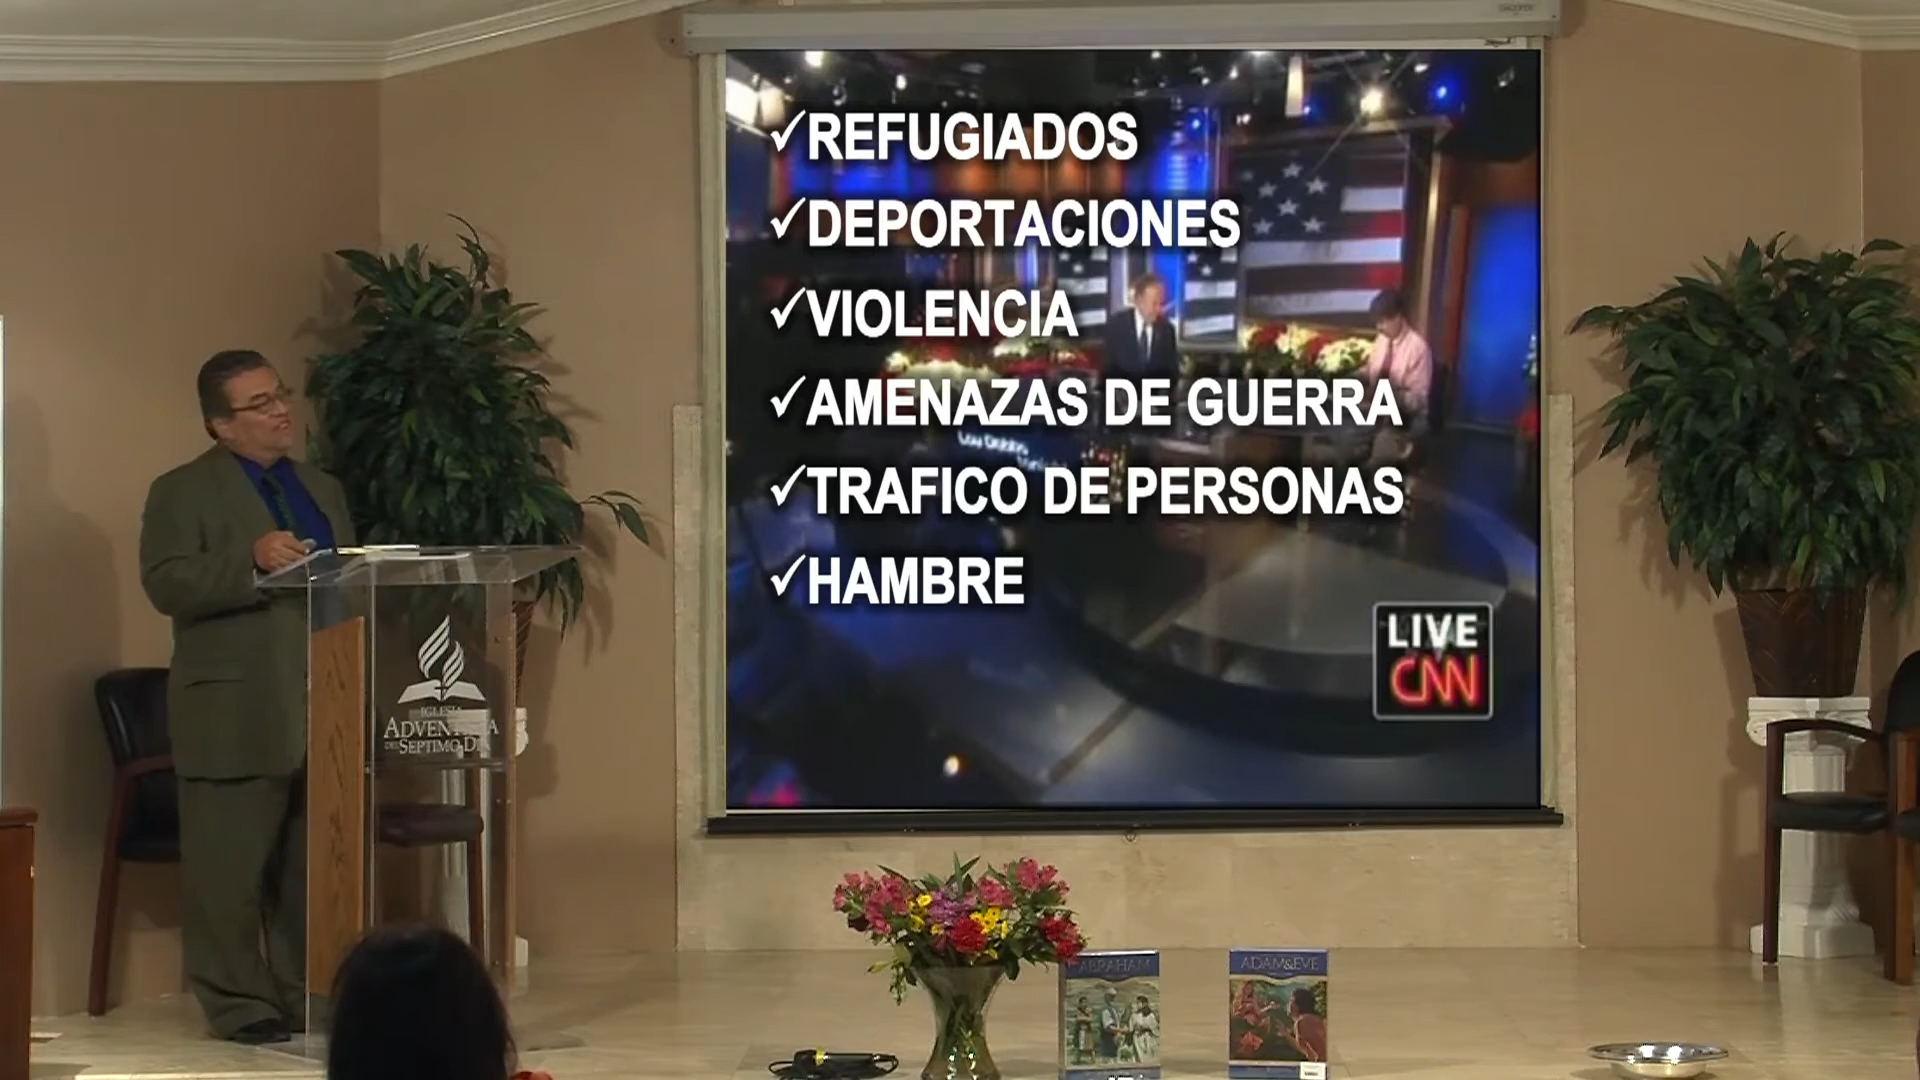 ✓REFUGIADOS
✓DEPORTACIONES
✓VIOLENCIA
✓AMENAZAS DE GUERRA
✓TRAFICO DE PERSONAS
✓HAMBRE
LIVE
CNN
IGLESIA
ADVENTISTA
DEL SEPTIMO DIA
ABRAHAM
ADAM&EVE